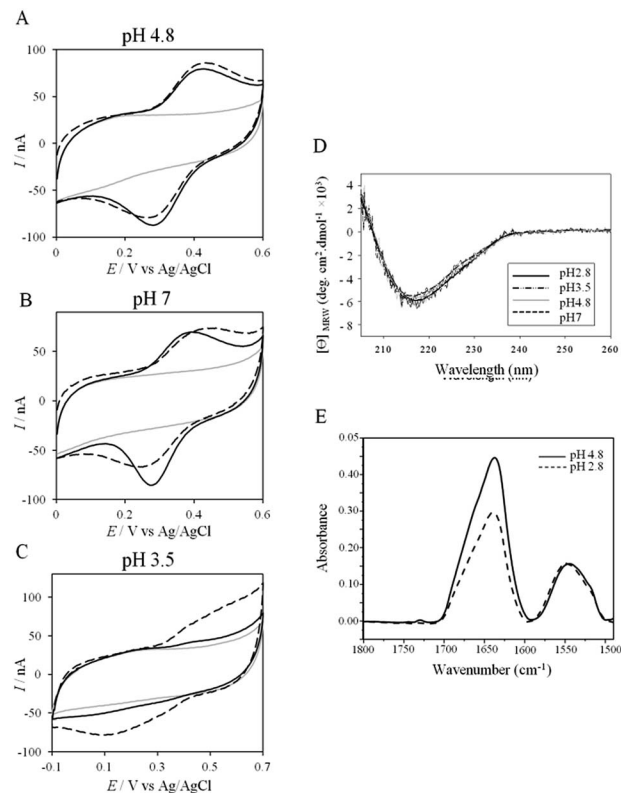 A
pH 4.8
100
50
0
-50
-100
I / nA
0 0.2 0.4 0.6
E / V vs Ag/AgCl
B
pH 7
50
0
-50
-100
I / nA
0 0.2 0.4 0.6
E / V vs Ag/AgCl
C
pH 3.5
100
50
0
-50
-100
I / nA
-0.1 0.1 0.3 0.5 0.7
E / V vs Ag/AgCl
D
4
2
0
- 2
- 4
- 6
- 8
[Θ] MRW (deg. cm².dmol⁻¹ ×10³)
pH2.8
pH3.5
pH4.8
pH7
210 220 230 240 250 260
Wavelength (nm)
E
0.05
0.40
0.30
0.20
0.10
0.00
Absorbance
pH 4.8
pH 2.8
1800 1750 1700 1650 1600 1550 1500
Wavenumber (cm⁻¹)